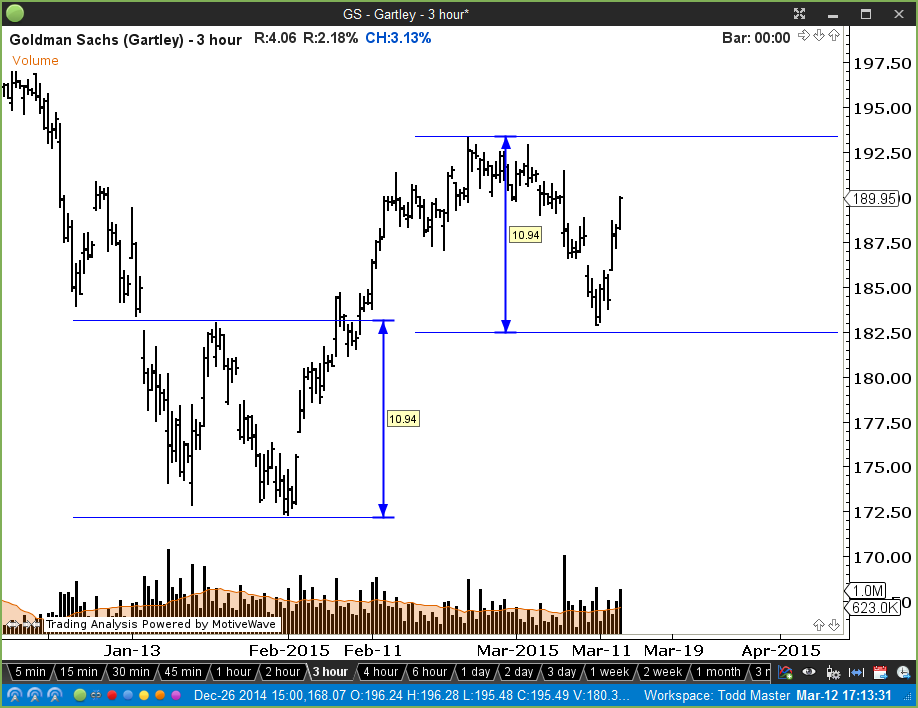 GS - Gartley - 3 hour*
Goldman Sachs (Gartley) - 3 hour R:4.06 R:2.18% CH:3.13% Bar: 00:00
Volume
197.50
195.00
192.50
189.95
10.94
187.50
185.00
182.50
180.00
10.94
177.50
175.00
172.50
170.00
1.0M
623.0K
Trading Analysis Powered by MotiveWave
Jan-13 Feb-2015 Feb-11 Mar-2015 Mar-11 Mar-19 Apr-2015
5 min 15 min 30 min 45 min 1 hour 2 hour 3 hour 4 hour 6 hour 1 day 2 day 3 day 1 week 2 week 1 month
Dec-26 2014 15:00,168.07 O:196.24 H:196.28 L:195.48 C:195.49 V:180.3... Workspace: Todd Master Mar-12 17:13:31